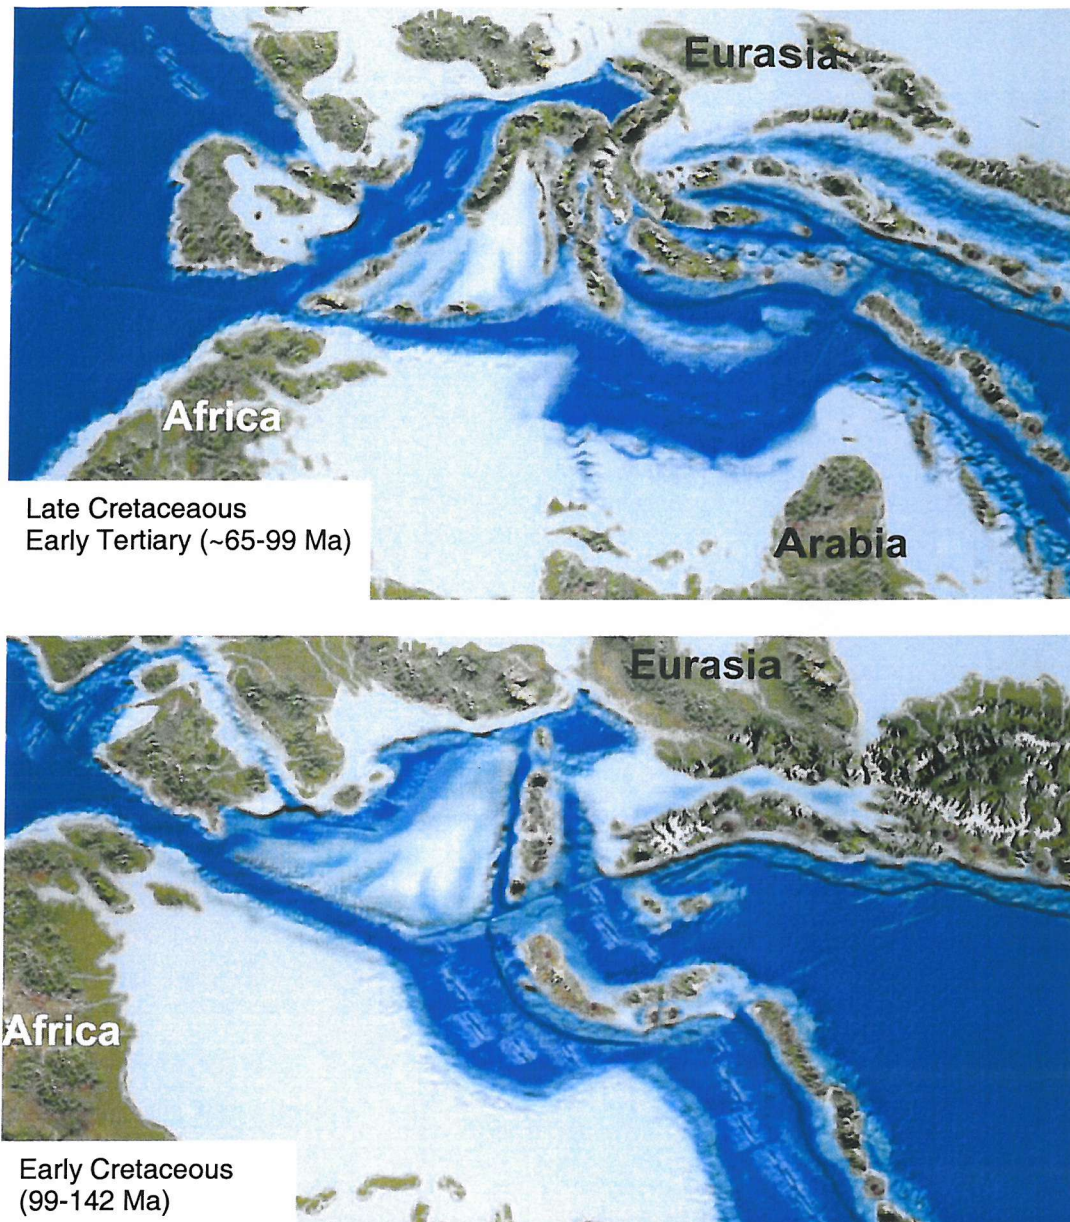 Eurasia
Africa
Arabia
Late Cretaceaous
Early Tertiary (~65-99 Ma)
Eurasia
Africa
Early Cretaceous
(99-142 Ma)